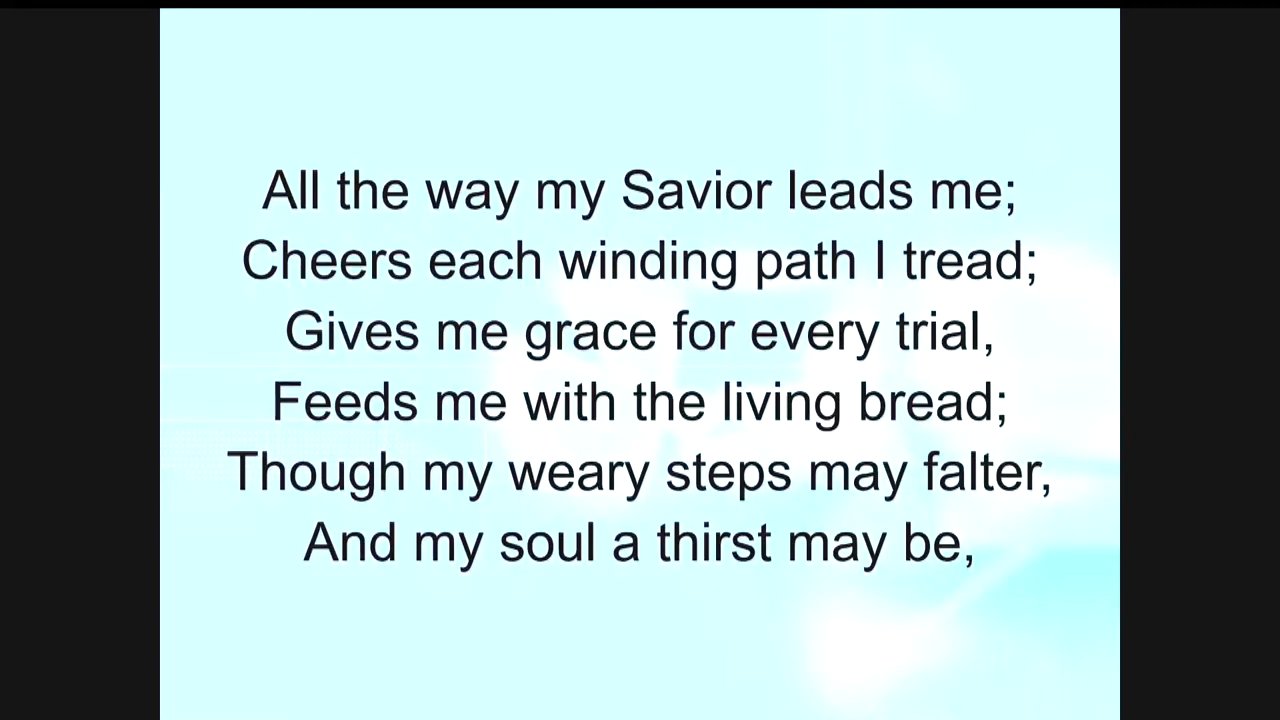 All the way my Savior leads me;
Cheers each winding path I tread;
Gives me grace for every trial,
Feeds me with the living bread;
Though my weary steps may falter,
And my soul a thirst may be,